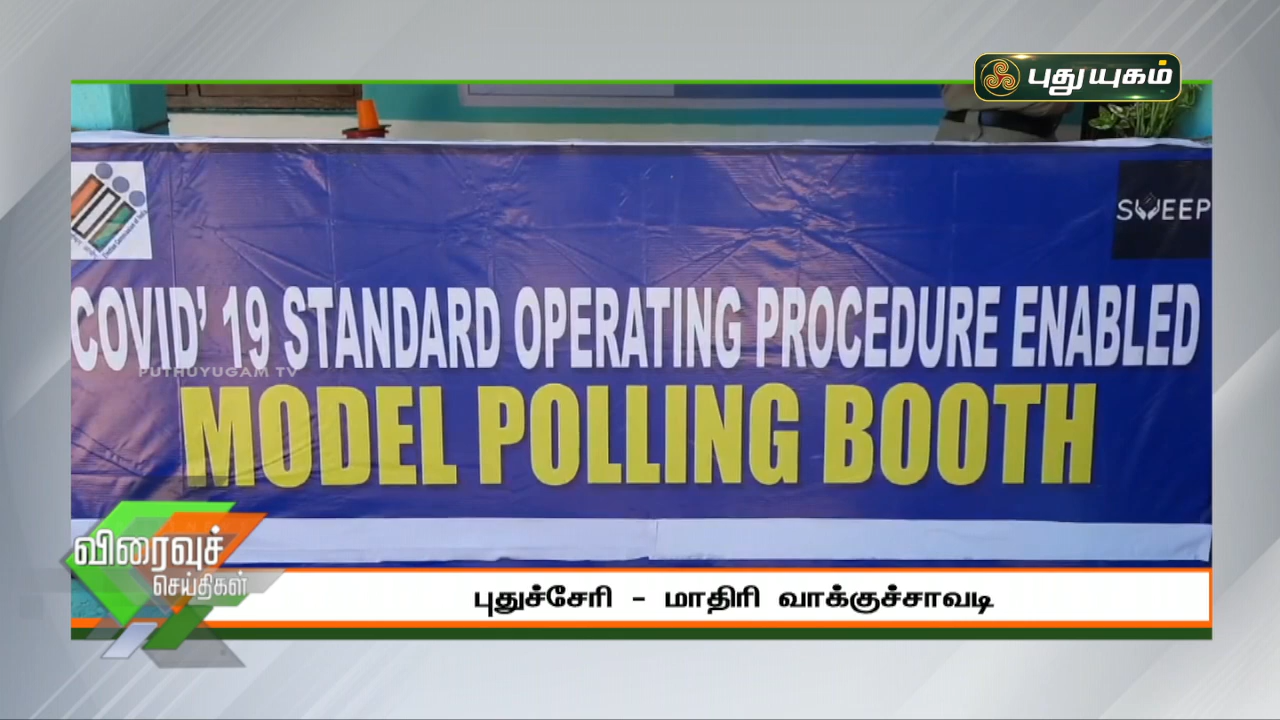 புதுயுகம்
SWEEP
COVID' 19 STANDARD OPERATING PROCEDURE ENABLED
PUTHUYUGAM TV
MODEL POLLING BOOTH
விரைவுச்
செய்திகள்
புதுச்சேரி - மாதிரி வாக்குச்சாவடி